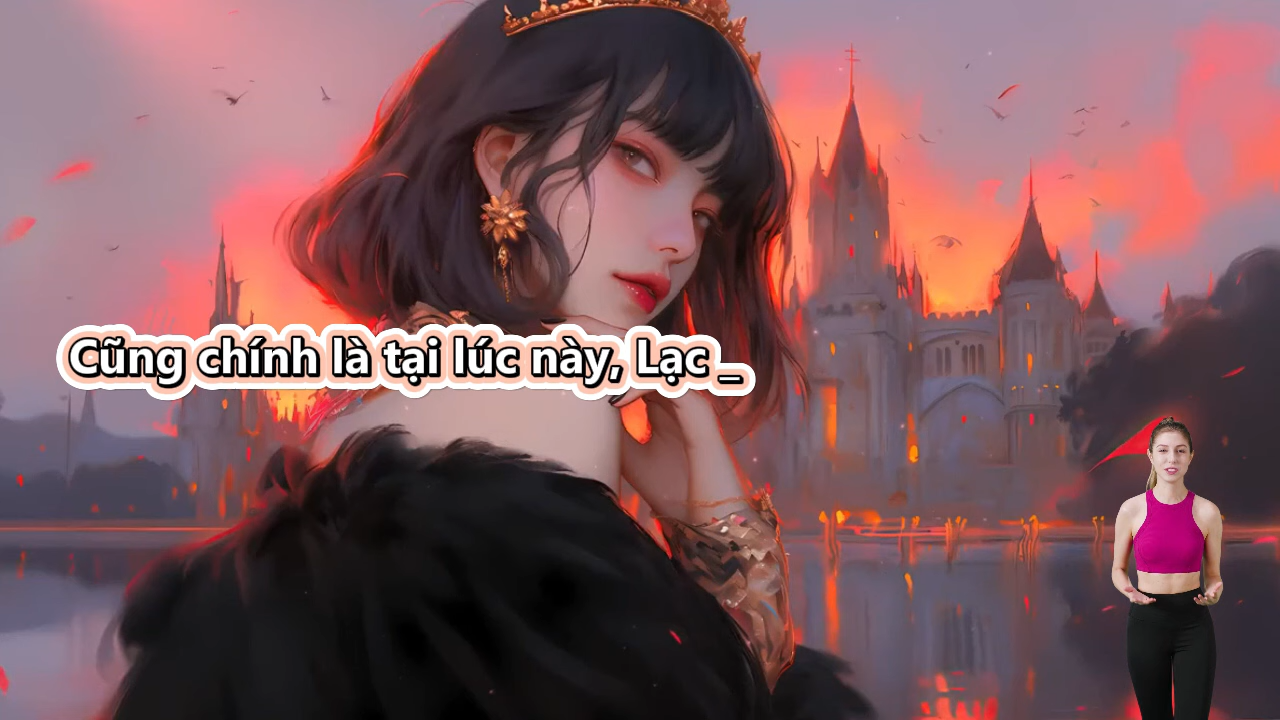 Cũng chính là tại lúc này, Lạc _